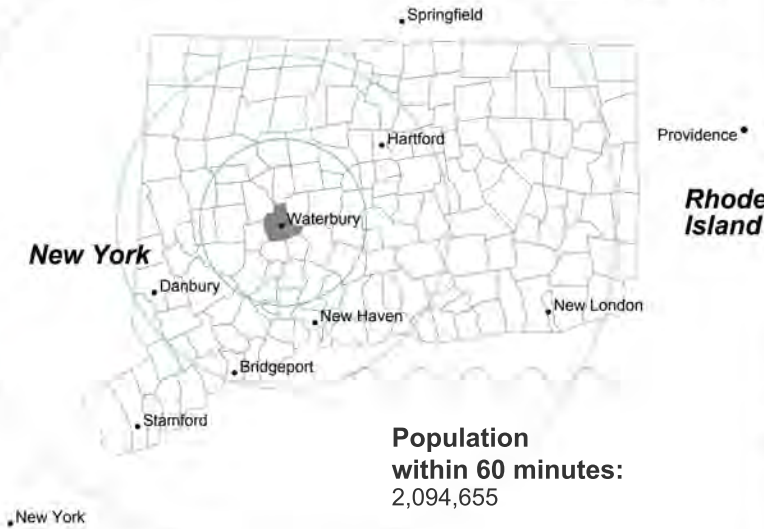 Springfield
Hartford
Providence
Waterbury
Rhode
Island
New York
Danbury
New London
New Haven
Bridgeport
Stamford
Population
within 60 minutes:
2,094,655
New York